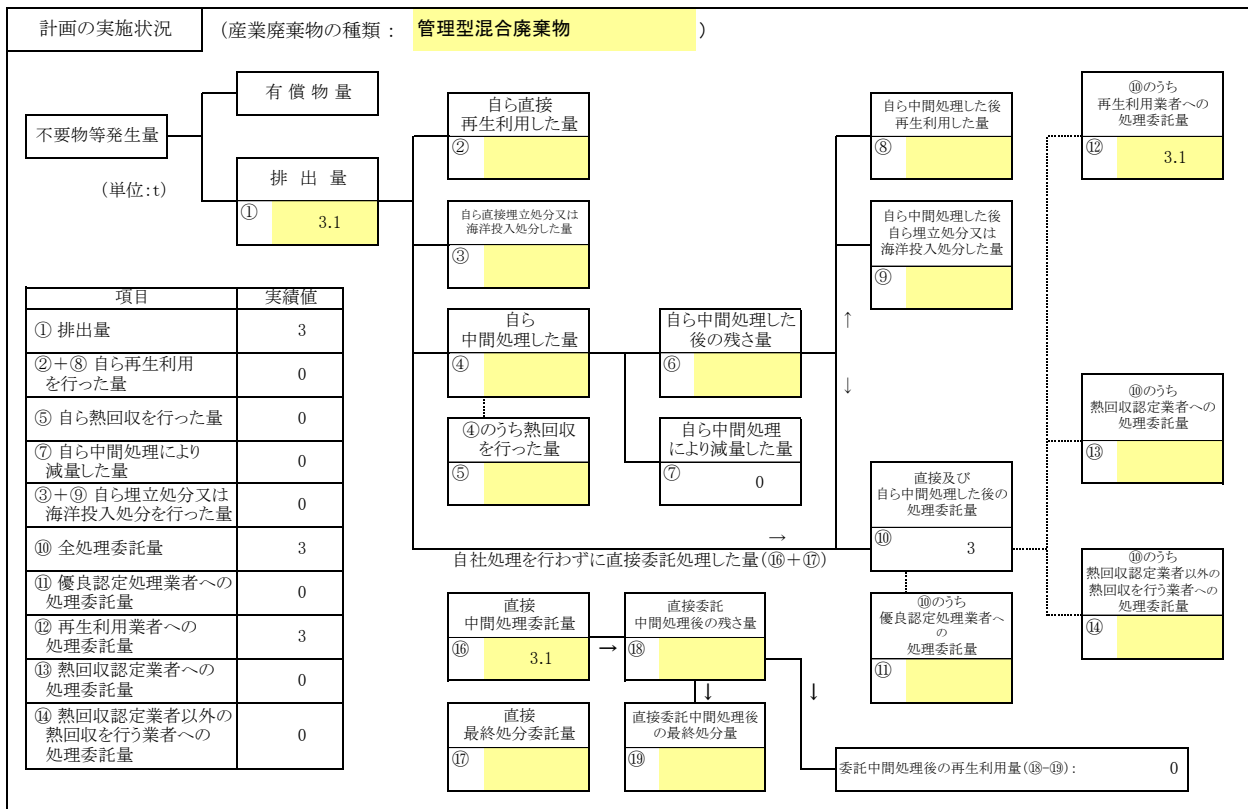 計画の実施状況
(産業廃棄物の種類： 管理型混合廃棄物 )
不要物等発生量
(単位:t)
有 償 物 量
排 出 量
① 3.1
自ら直接
再生利用した量
②
自ら直接埋立処分又は
海洋投入処分した量
③
自ら
中間処理した量
④
④のうち熱回収
を行った量
⑤
自ら中間処理した
後の残さ量
⑥
自ら中間処理
により減量した量
⑦ 0
自ら中間処理した後
再生利用した量
⑧
自ら中間処理した後
自ら埋立処分又は
海洋投入処分した量
⑨
↑
↓
直接及び
自ら中間処理した後の
処理委託量
⑩ 3
⑩のうち
再生利用業者への
処理委託量
⑫ 3.1
⑩のうち
熱回収認定業者への
処理委託量
⑬
⑩のうち
熱回収認定業者以外の
熱回収を行う業者への
処理委託量
⑭
→
自社処理を行わずに直接委託処理した量(⑯＋⑰)
直接
中間処理委託量
⑯ 3.1
→
直接委託
中間処理後の残さ量
⑱
↓
↓
⑩のうち
優良認定処理業者へ
の
処理委託量
⑪
直接
最終処分委託量
⑰
直接委託中間処理後
の最終処分量
⑲
委託中間処理後の再生利用量(⑱-⑲)： 0
項目 実績値
① 排出量 3
②＋⑧ 自ら再生利用
を行った量 0
⑤ 自ら熱回収を行った量 0
⑦ 自ら中間処理により
減量した量 0
③＋⑨ 自ら埋立処分又は
海洋投入処分を行った量 0
⑩ 全処理委託量 3
⑪ 優良認定処理業者への
処理委託量 0
⑫ 再生利用業者への
処理委託量 3
⑬ 熱回収認定業者への
処理委託量 0
⑭ 熱回収認定業者以外の
熱回収を行う業者への
処理委託量 0